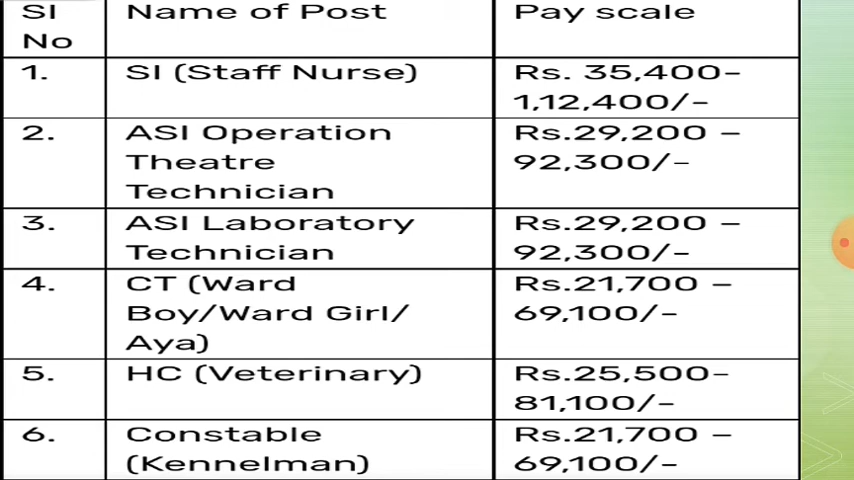 SI Name of Post Pay scale
No
1. SI (Staff Nurse) Rs. 35,400-
1,12,400/-
2. ASI Operation Rs.29,200 –
Theatre 92,300/-
Technician
3. ASI Laboratory Rs.29,200 –
Technician 92,300/-
4. CT (Ward Rs.21,700 –
Boy/Ward Girl/ 69,100/-
Aya)
5. HC (Veterinary) Rs.25,500-
81,100/-
6. Constable Rs.21,700 –
(Kennelman) 69,100/-